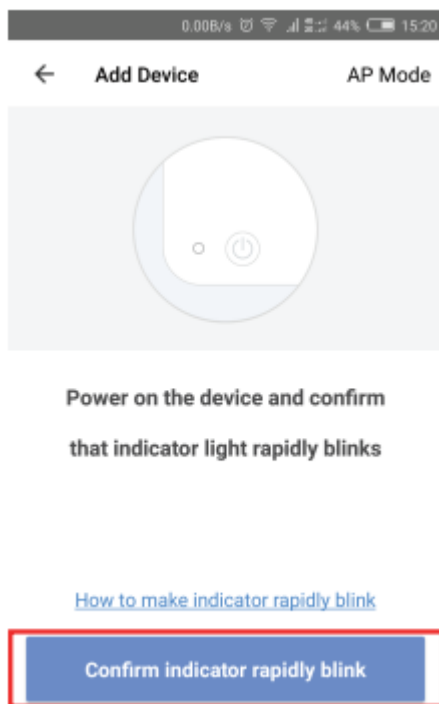 0.00B/s 44% 15:20
Add Device AP Mode
Power on the device and confirm
that indicator light rapidly blinks
How to make indicator rapidly blink
Confirm indicator rapidly blink